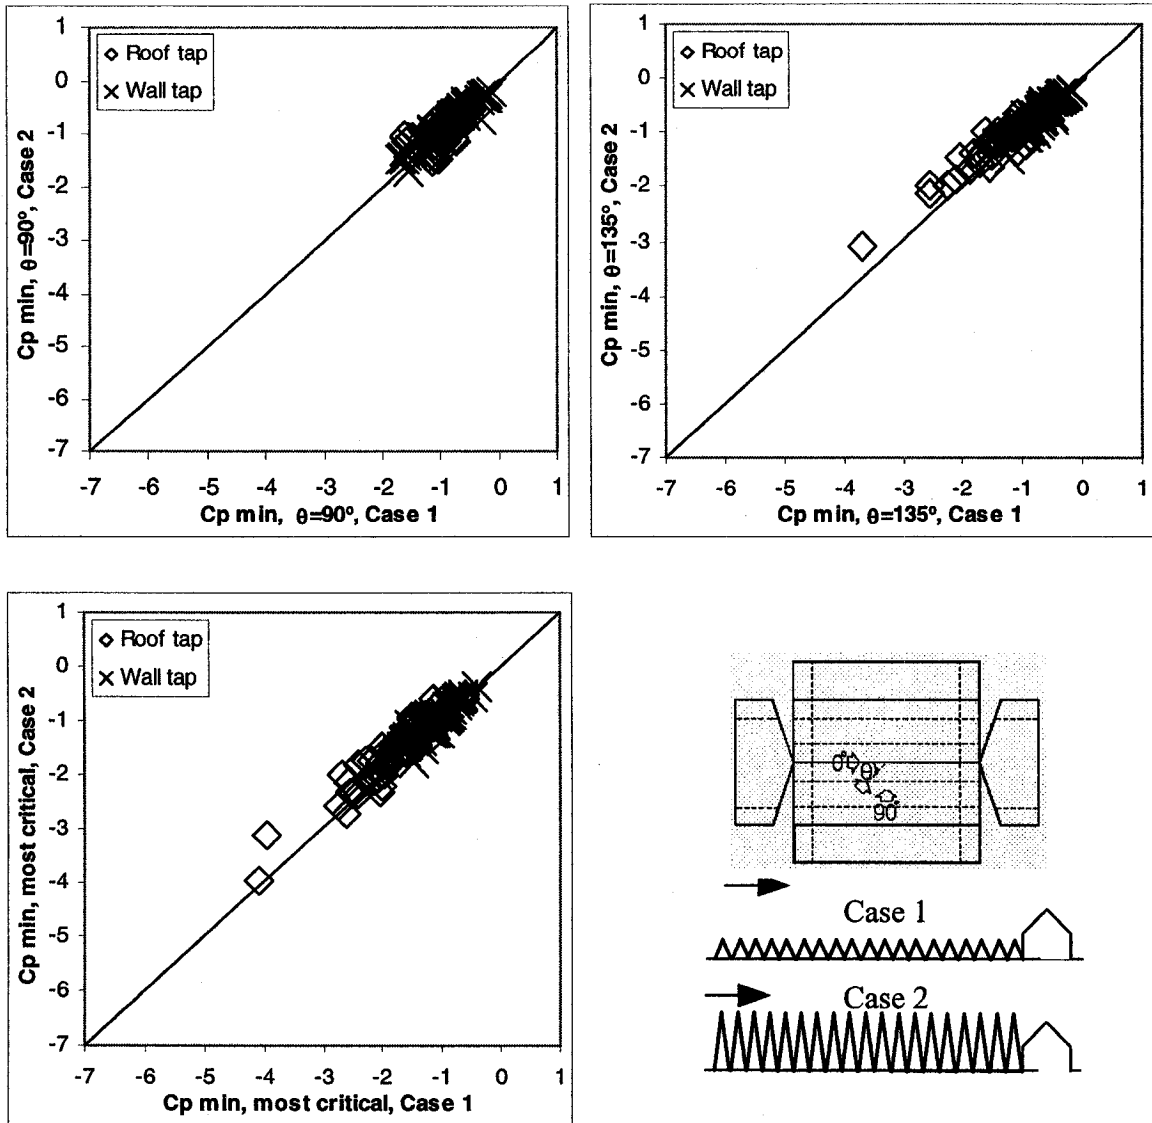 1
0
-1
-2
-3
-4
-5
-6
-7
Roof tap
Wall tap
Cp min, θ=90º, Case 2
-7 -6 -5 -4 -3 -2 -1 0 1
Cp min, θ=90º, Case 1
1
0
-1
-2
-3
-4
-5
-6
-7
Roof tap
Wall tap
Cp min, θ=135º, Case 2
-7 -6 -5 -4 -3 -2 -1 0 1
Cp min, θ=135º, Case 1
1
0
-1
-2
-3
-4
-5
-6
-7
Roof tap
Wall tap
Cp min, most critical, Case 2
-7 -6 -5 -4 -3 -2 -1 0 1
Cp min, most critical, Case 1
0°
θ
90°
Case 1
Case 2